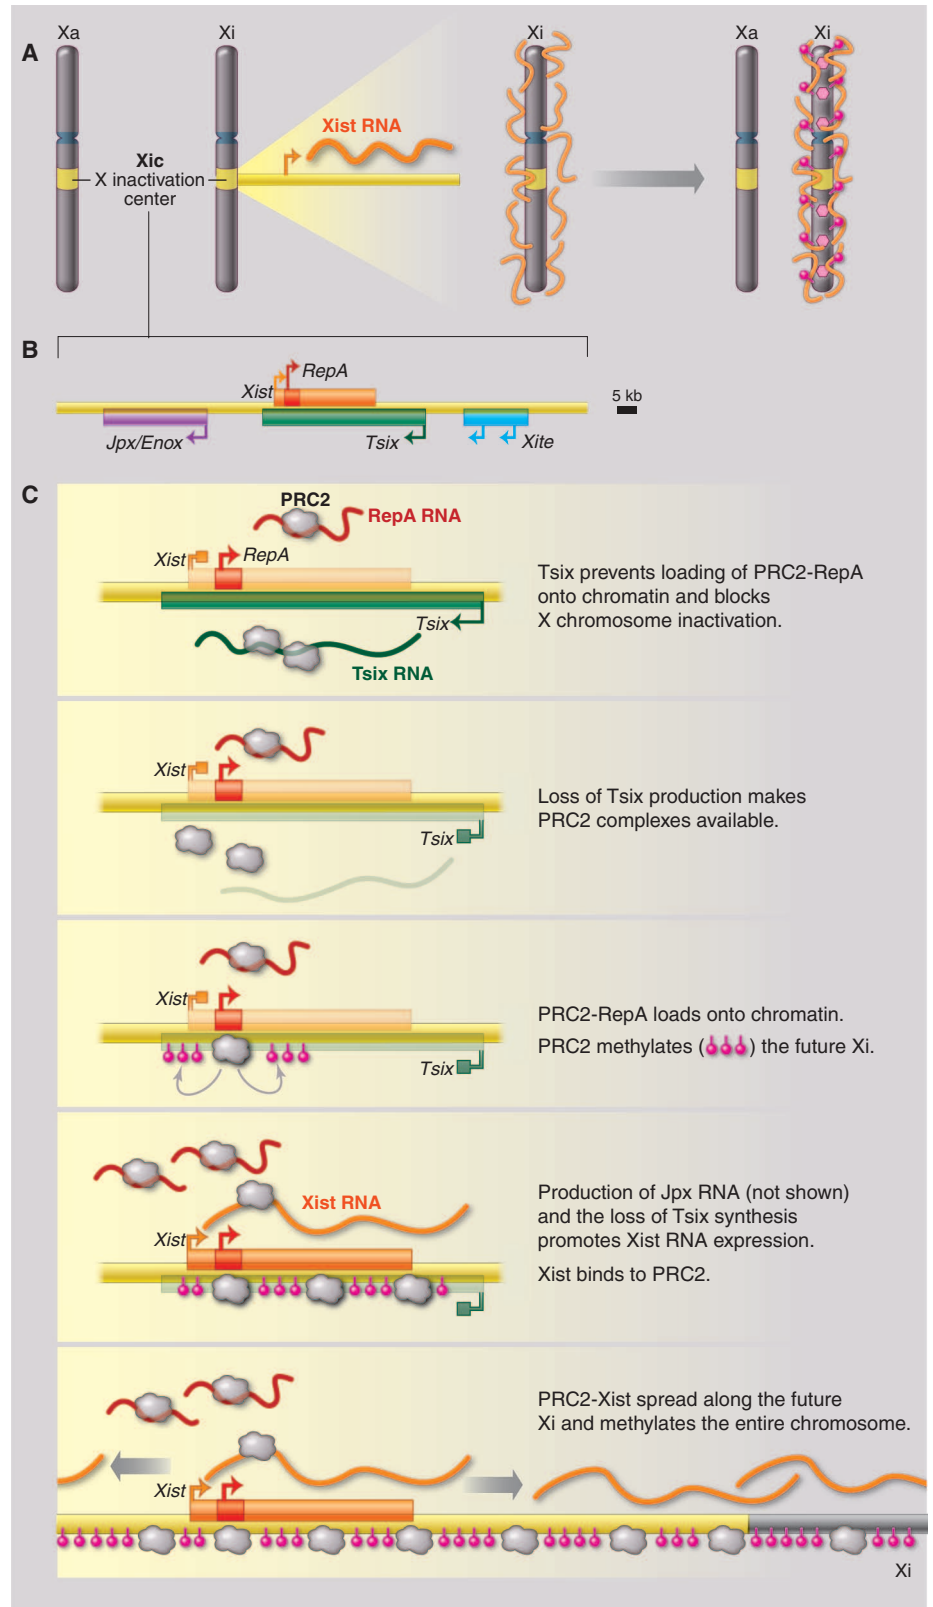 A
Xa
Xi
Xist RNA
Xi
Xa
Xi
Xic
X inactivation
center
B
RepA
Xist
5 kb
Jpx/Enox
Tsix
Xite
C
PRC2
RepA RNA
Xist
RepA
Tsix
Tsix RNA
Tsix prevents loading of PRC2-RepA
onto chromatin and blocks
X chromosome inactivation.
Xist
Tsix
Loss of Tsix production makes
PRC2 complexes available.
Xist
Tsix
PRC2-RepA loads onto chromatin.
PRC2 methylates ( ) the future Xi.
Xist RNA
Xist
Production of Jpx RNA (not shown)
and the loss of Tsix synthesis
promotes Xist RNA expression.
Xist binds to PRC2.
PRC2-Xist spread along the future
Xi and methylates the entire chromosome.
Xist
Xi